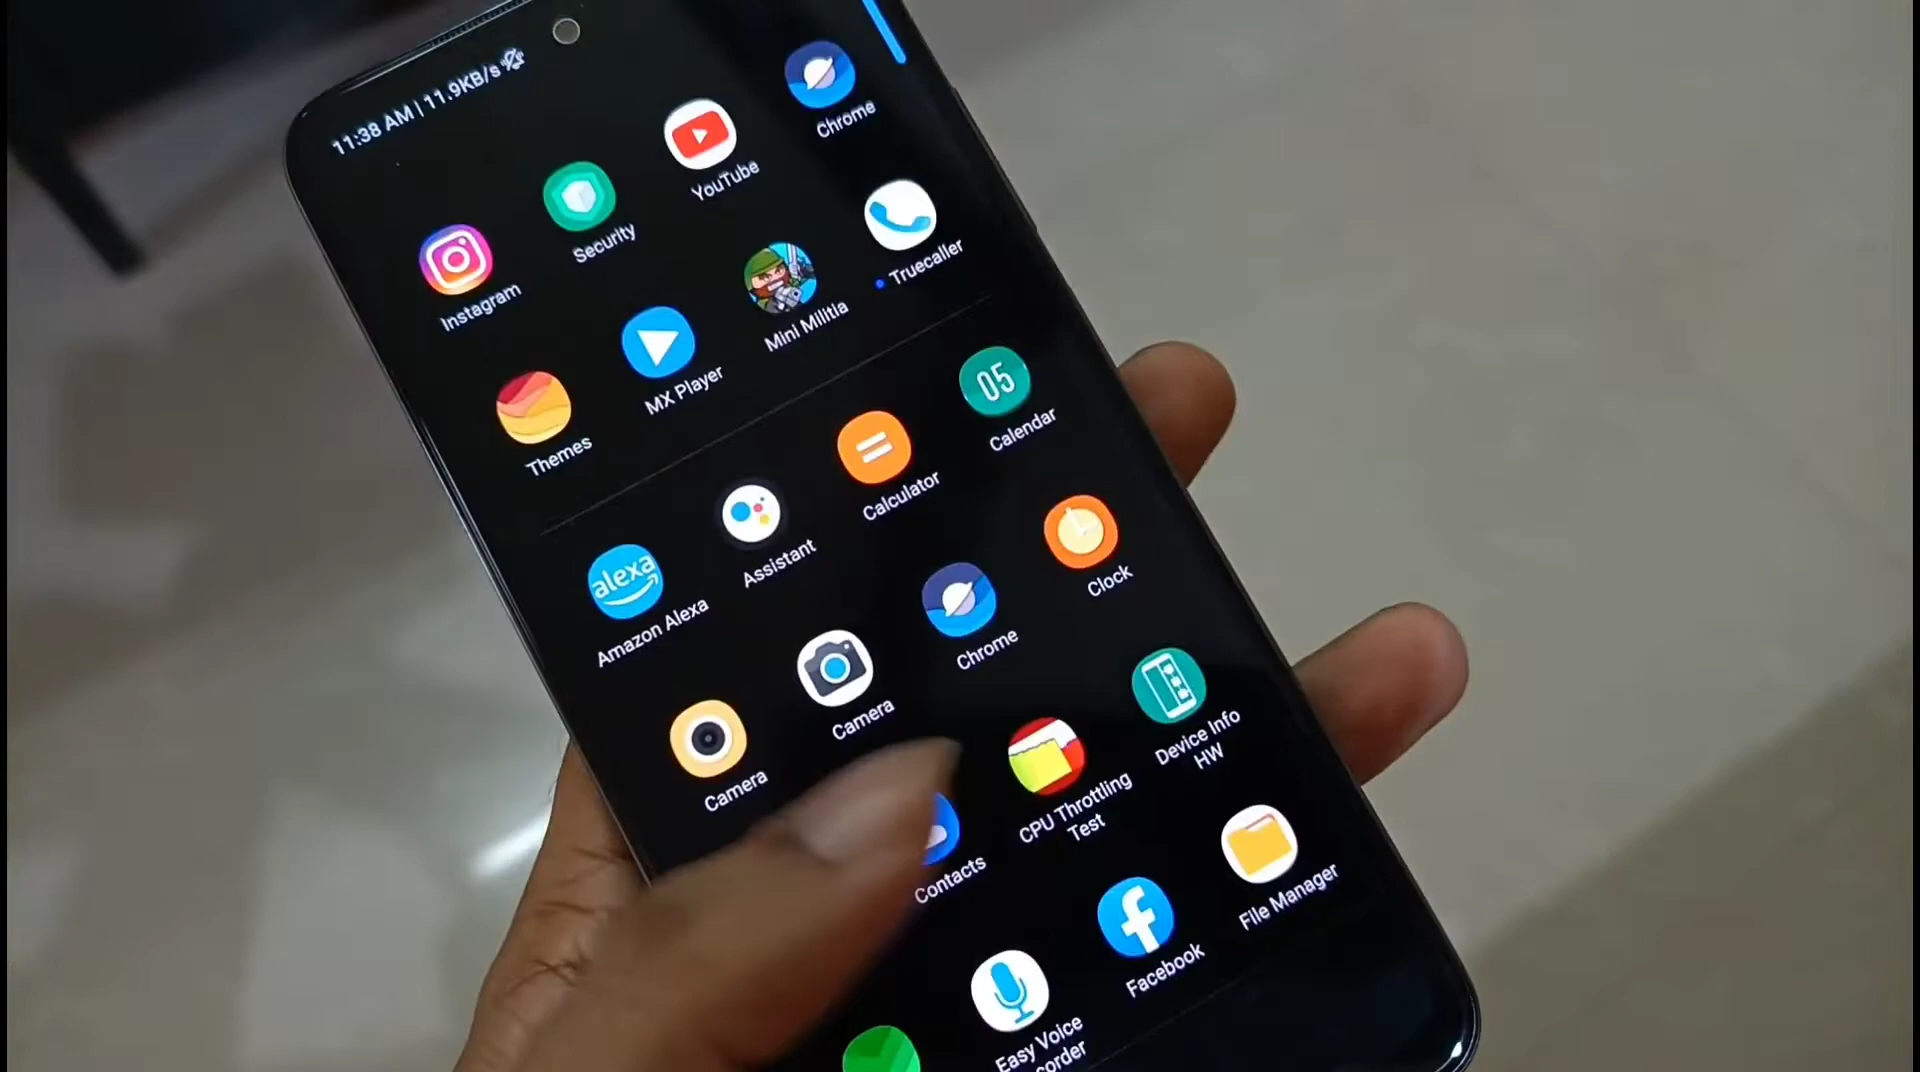 11:38 AM | 11.9KB/s
Instagram
Security
YouTube
Chrome
Themes
MX Player
Mini Militia
Truecaller
alexa
Amazon Alexa
Assistant
Calculator
05
Calendar
Camera
Camera
Chrome
Clock
Contacts
CPU Throttling
Test
Device Info
HW
Easy Voice
corder
Facebook
File Manager